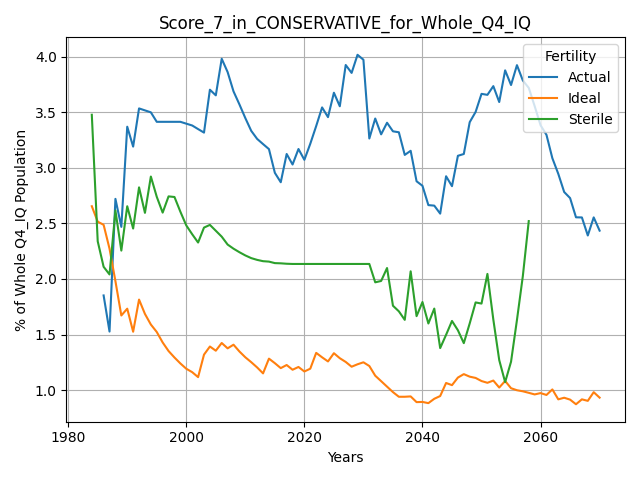 Score_7_in_CONSERVATIVE_for_Whole_Q4_IQ
Fertility
Actual
Ideal
Sterile
% of Whole Q4_IQ Population
4.0
3.5
3.0
2.5
2.0
1.5
1.0
1980
2000
2020
2040
2060
Years